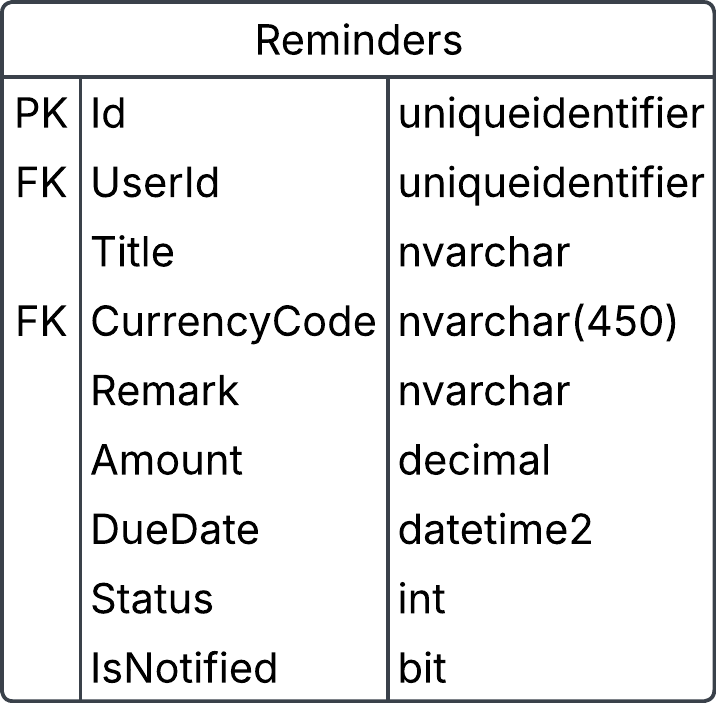 Reminders
PK Id uniqueidentifier
FK UserId uniqueidentifier
Title nvarchar
FK CurrencyCode nvarchar(450)
Remark nvarchar
Amount decimal
DueDate datetime2
Status int
IsNotified bit